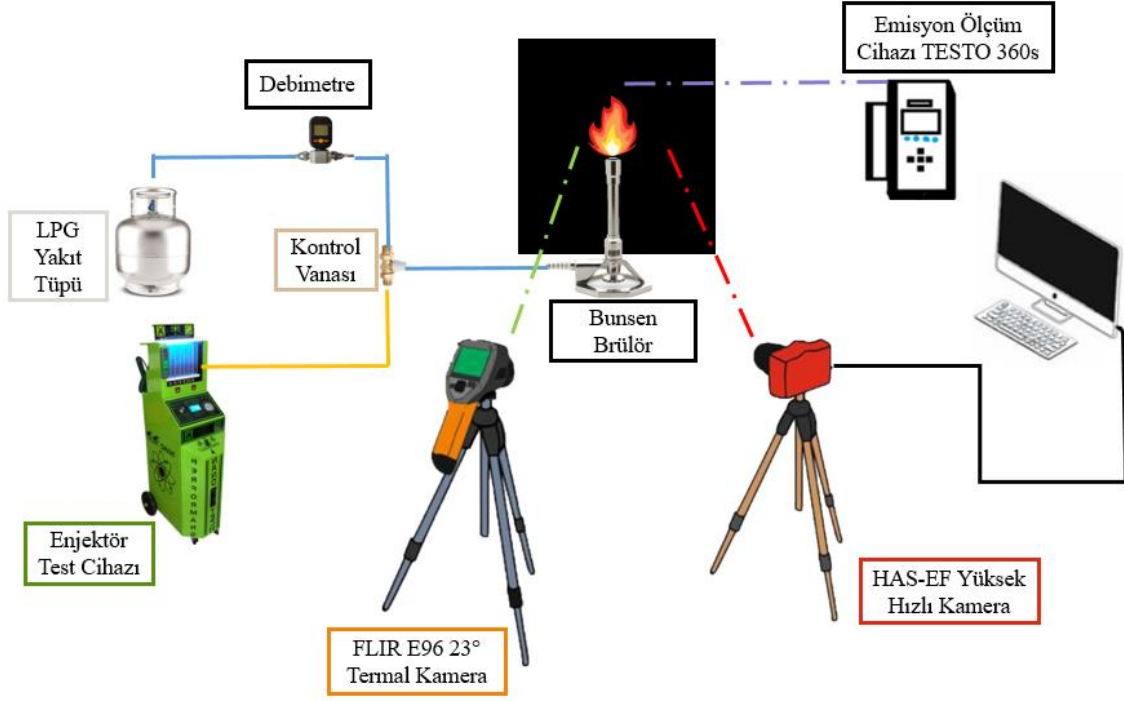 Emisyon Ölçüm
Cihazı TESTO 360s
Debimetre
LPG
Yakıt
Tüpü
Kontrol
Vanası
Bunsen
Brülör
Enjektör
Test Cihazı
HAS-EF Yüksek
Hızlı Kamera
FLIR E96 23°
Termal Kamera